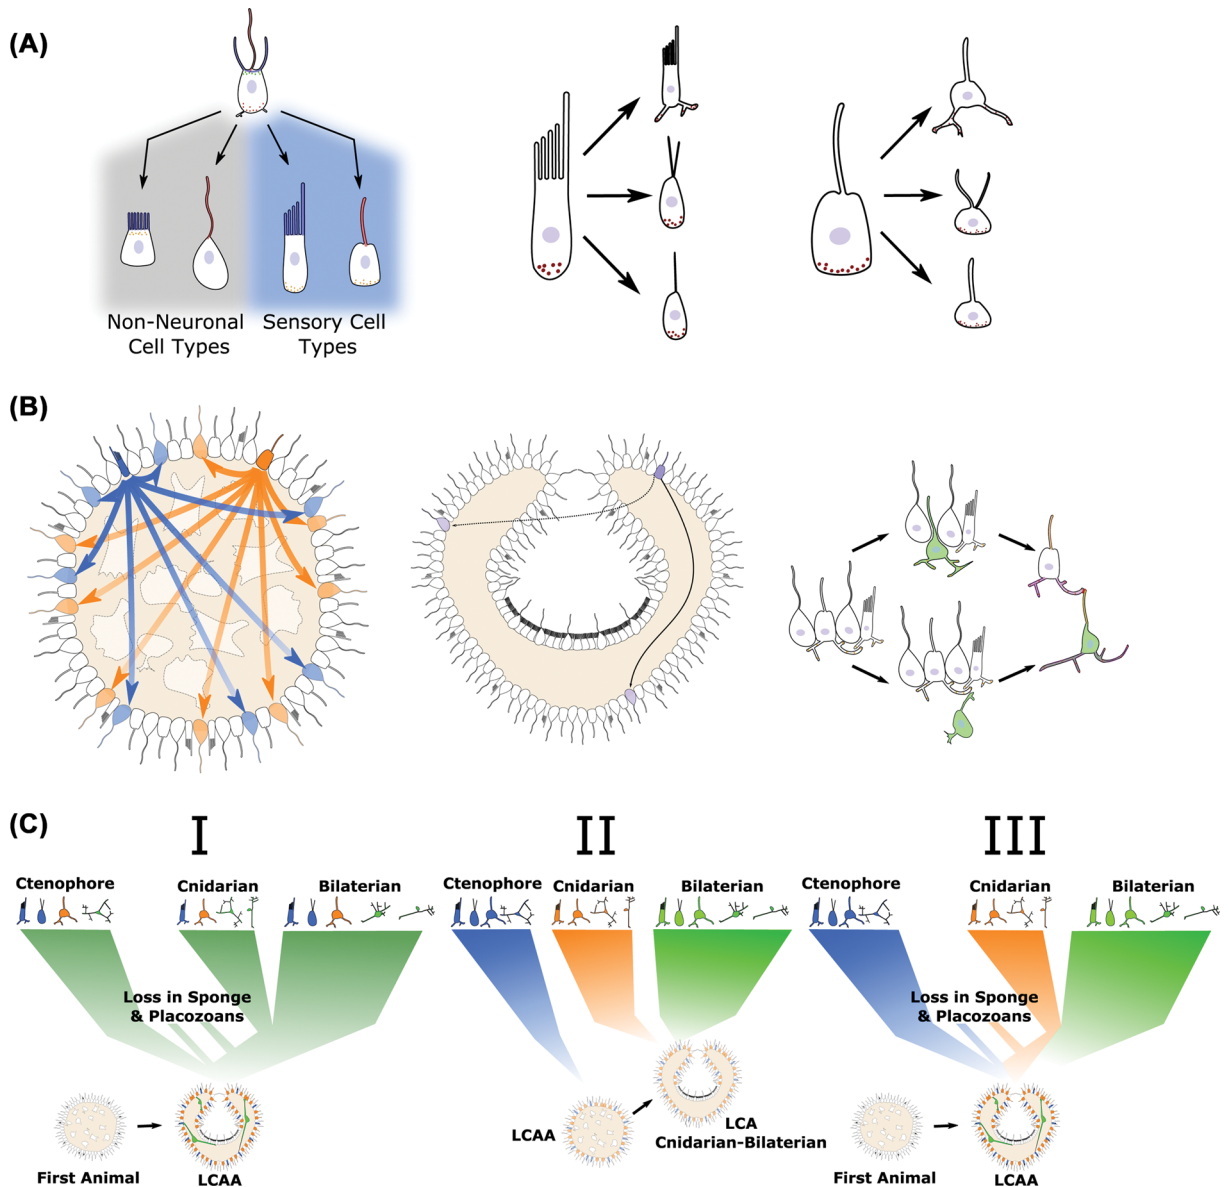 (A)
Non-Neuronal
Cell Types
Sensory Cell
Types
(B)
(C)
I
II
III
Ctenophore
Cnidarian
Bilaterian
Ctenophore
Cnidarian
Bilaterian
Ctenophore
Cnidarian
Bilaterian
Loss in Sponge
& Placozoans
Loss in Sponge
& Placozoans
LCAA
LCA
Cnidarian-Bilaterian
First Animal
LCAA
First Animal
LCAA